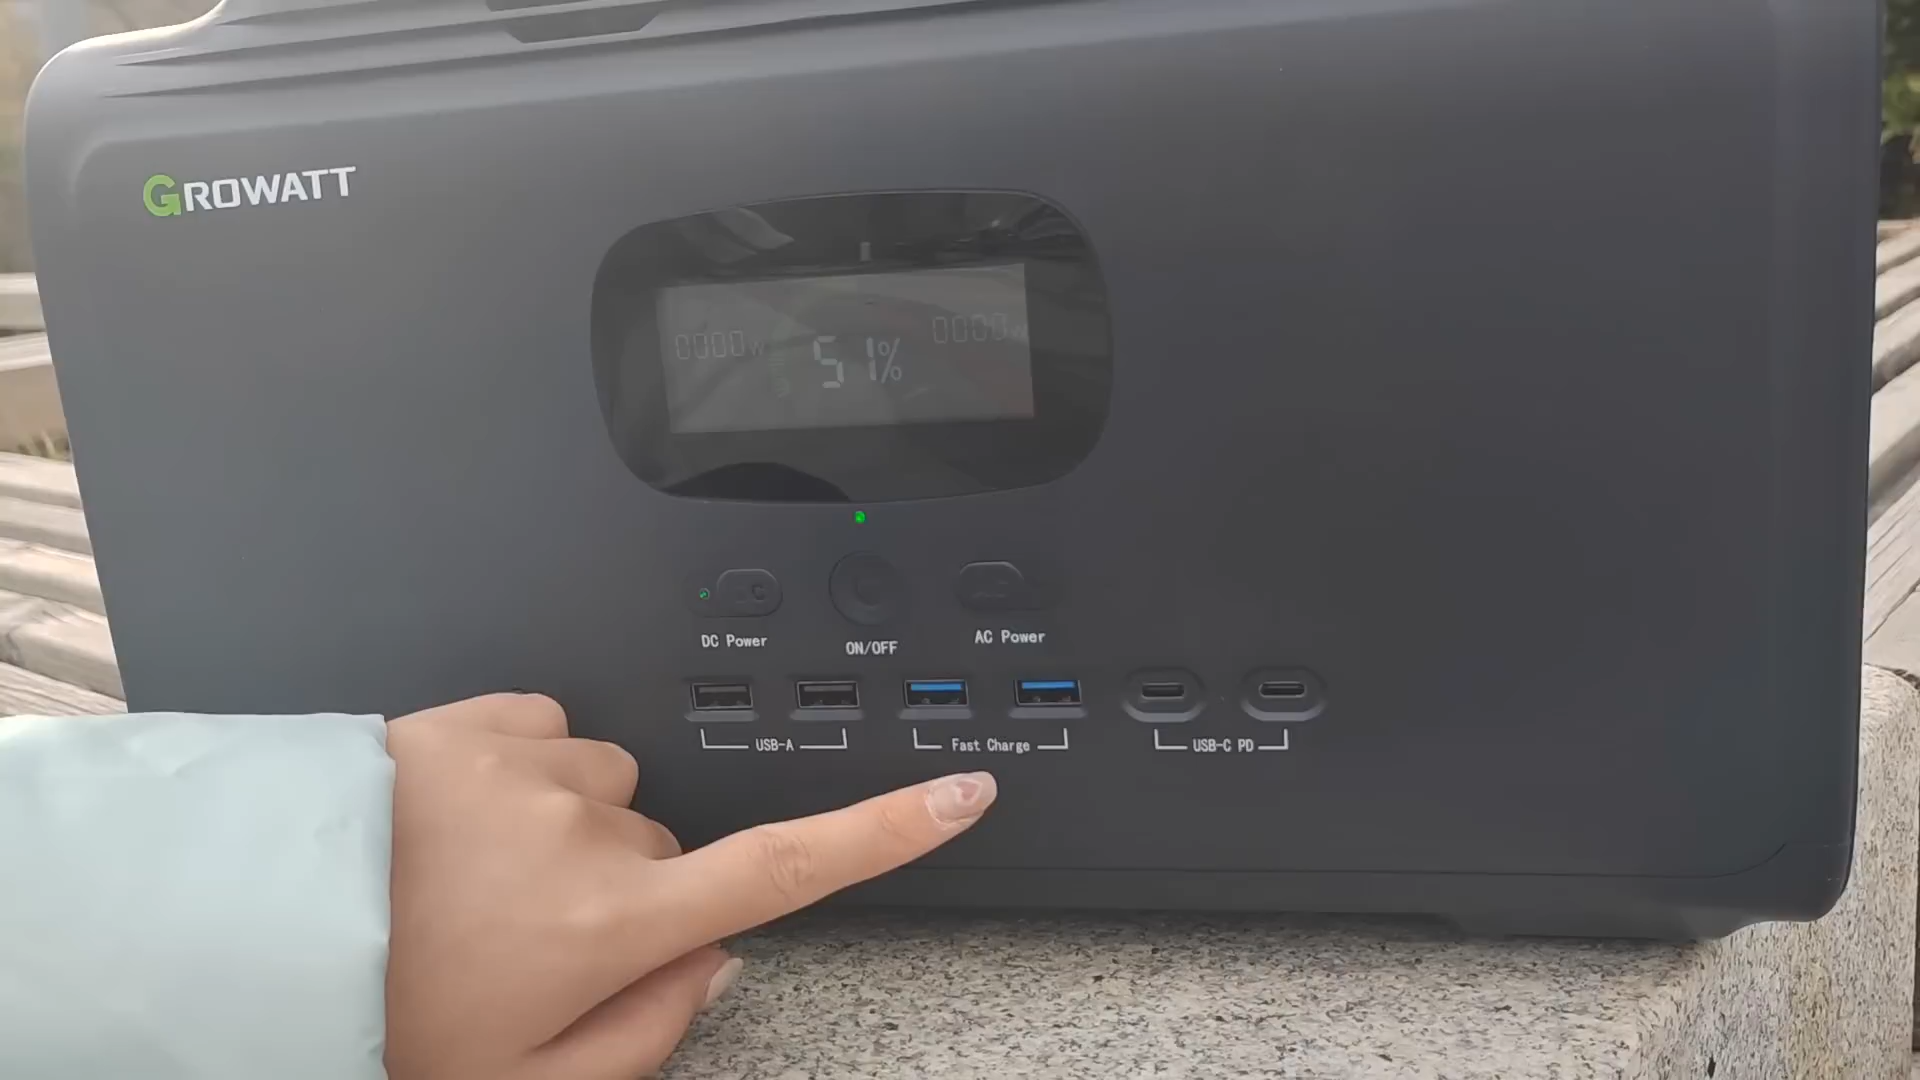 GROWATT
0000W 51% 0000W
DC Power
ON/OFF
AC Power
USB-A
Fast Charge
USB-C PD